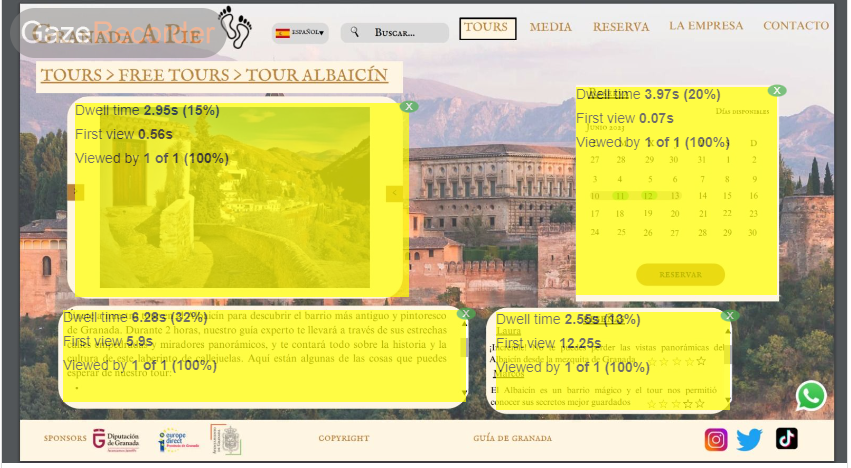 GazeRecorder
GRANADA A PIE
ESPAÑOL▾
BUSCAR...
TOURS
MEDIA
RESERVA
LA EMPRESA
CONTACTO
TOURS > FREE TOURS > TOUR ALBAICÍN
Dwell time 2.95s (15%)
First view 0.56s
Viewed by 1 of 1 (100%)
X
Dwell time 3.97s (20%)
First view 0.07s
Viewed by 1 of 1 (100%)
X
DÍAS DISPONIBLES
JUNIO 2023
D
27 28 29 30 31 1 2
3 4 5 6 7 8 9
10 11 12 13 14 15 16
17 18 19 20 21 22 23
24 25 26 27 28 29 30
RESERVAR
Dwell time 6.28s (32%)
First view 5.9s
Viewed by 1 of 1 (100%)
X
para descubrir el barrio más antiguo y pintoresco
de Granada. Durante 2 horas, nuestro guía experto te llevará a través de sus estrechas
y miradores panorámicos, y te contará todo sobre la historia y la
cultura de este laberinto de callejuelas. Aquí están algunas de las cosas que puedes
esperar de nuestro tour:
Dwell time 2.56s (13%)
First view 12.25s
Viewed by 1 of 1 (100%)
X
Laura
perder las vistas panorámicas del
Albaicín desde la mezquita de Granada
Marcos
El Albaicín es un barrio mágico y el tour nos permitió
conocer sus secretos mejor guardados
SPONSORS
Diputación
de Granada
europe
direct
COPYRIGHT
GUÍA DE GRANADA